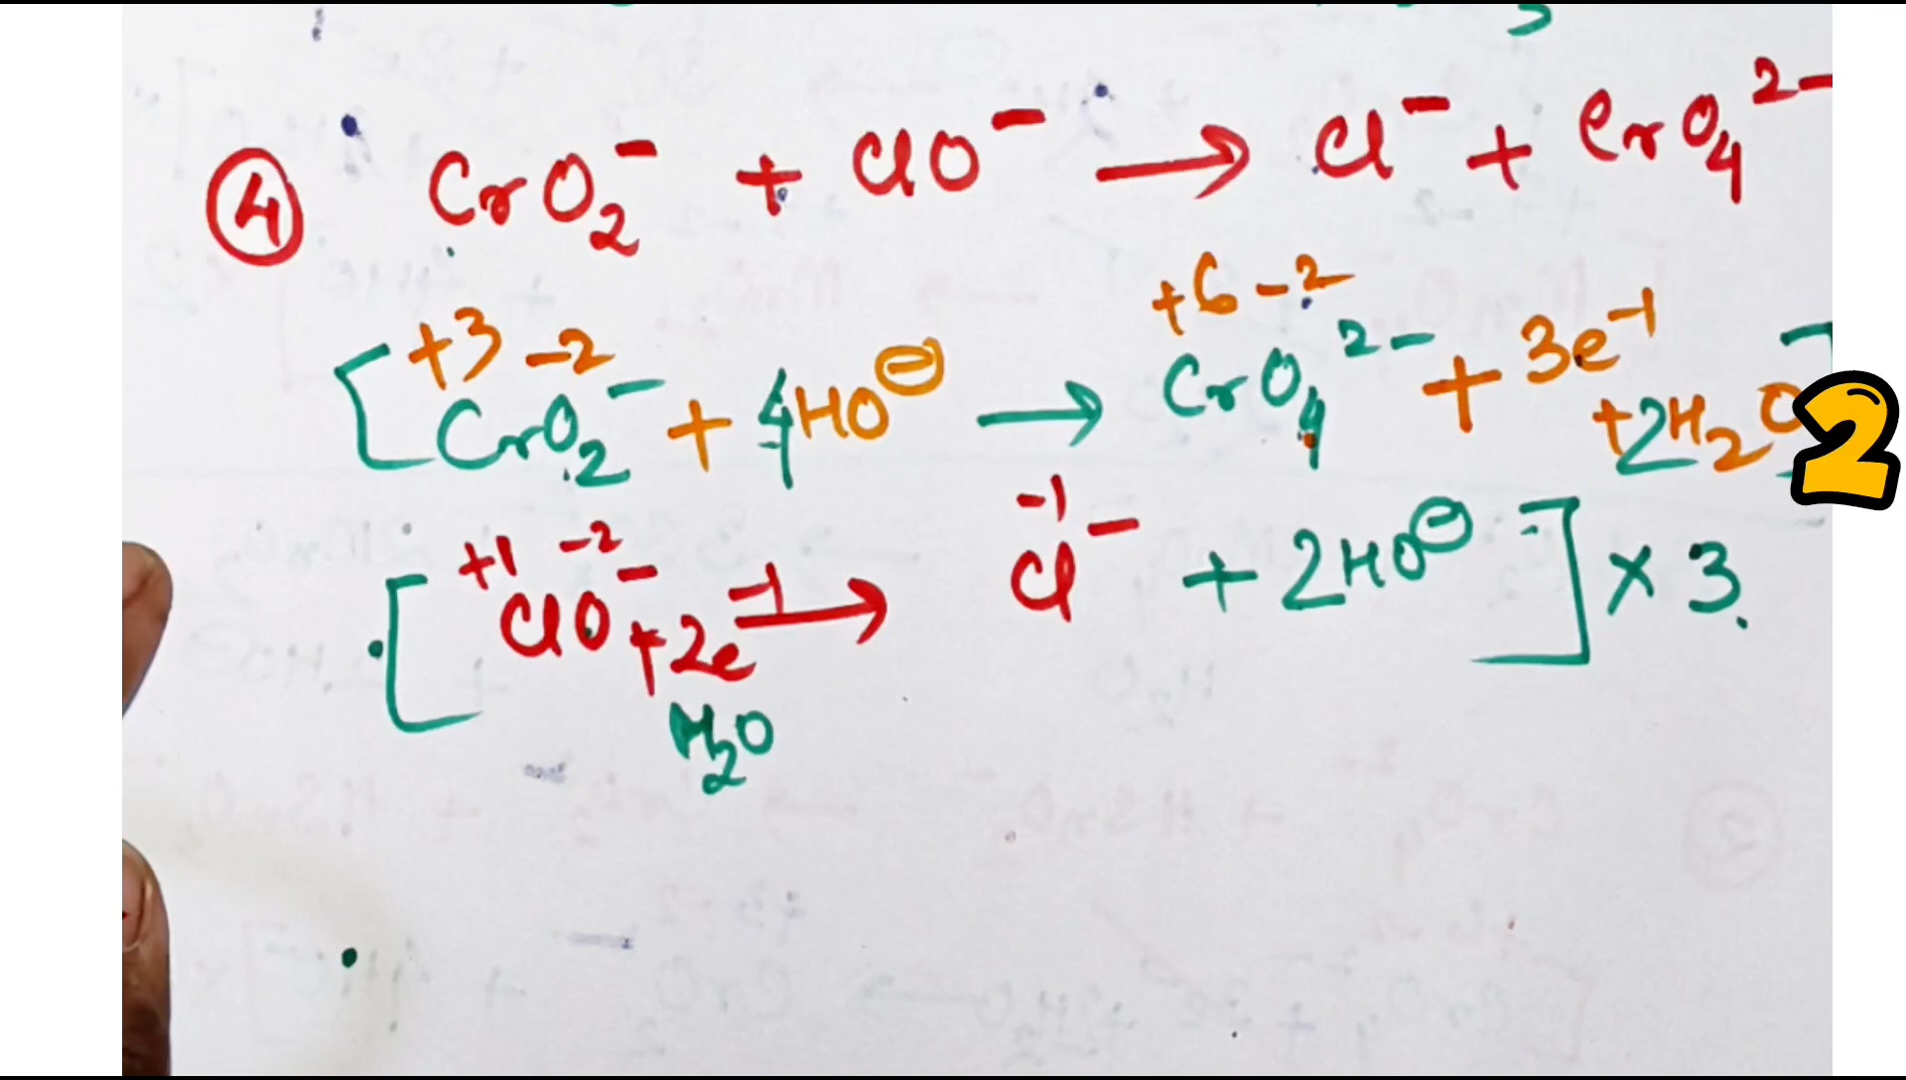 ④ CrO₂⁻ + ClO⁻ → Cl⁻ + CrO₄²⁻
+3 -2 +6 -2
[CrO₂⁻ + 4HO⊖ → CrO₄²⁻ + 3e⁻¹ + 2H₂O] 2
+1 -2 -1
[ClO⁻ + 2e⁻¹ → Cl⁻ + 2HO⊖] × 3
H₂O